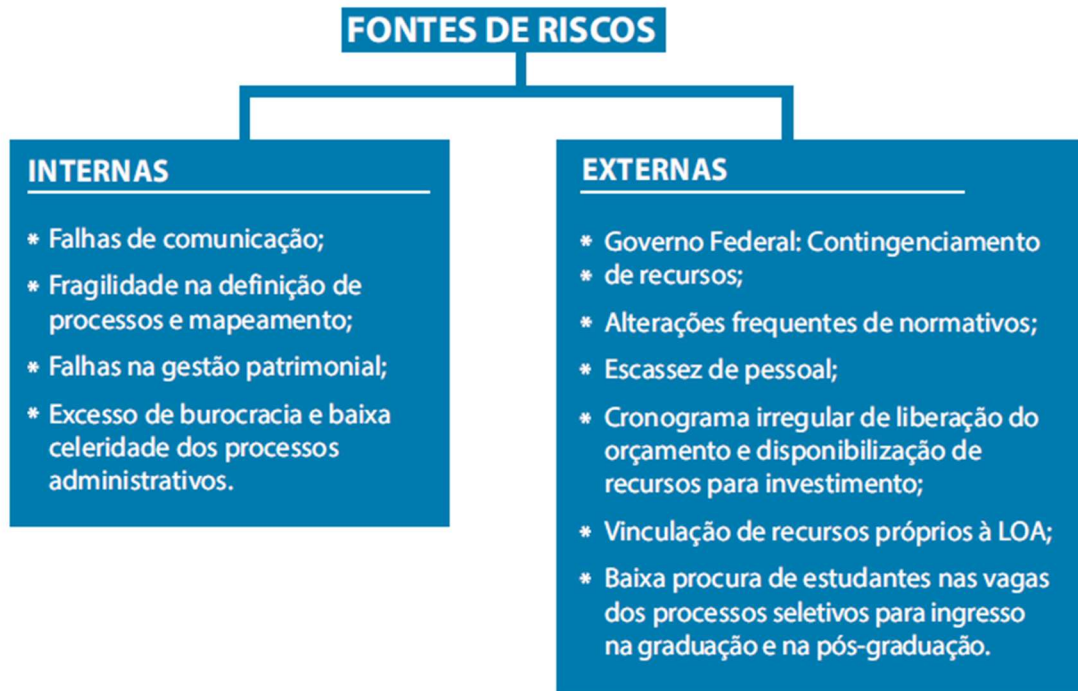 FONTES DE RISCOS
INTERNAS
* Falhas de comunicação;
* Fragilidade na definição de
processos e mapeamento;
* Falhas na gestão patrimonial;
* Excesso de burocracia e baixa
celeridade dos processos
administrativos.
EXTERNAS
* Governo Federal: Contingenciamento
* de recursos;
* Alterações frequentes de normativos;
* Escassez de pessoal;
* Cronograma irregular de liberação do
orçamento e disponibilização de
recursos para investimento;
* Vinculação de recursos próprios à LOA;
* Baixa procura de estudantes nas vagas
dos processos seletivos para ingresso
na graduação e na pós-graduação.